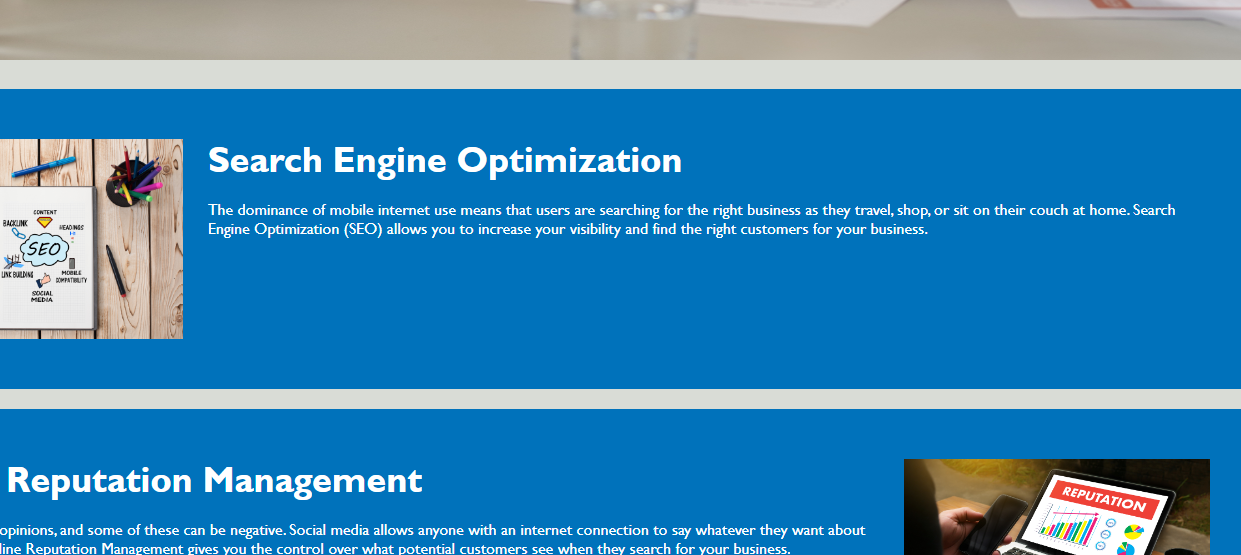 Search Engine Optimization
The dominance of mobile internet use means that users are searching for the right business as they travel, shop, or sit on their couch at home. Search
Engine Optimization (SEO) allows you to increase your visibility and find the right customers for your business.
CONTENT
BACKLINK
HEADINGS
SEO
LINK BUILDING
MOBILE
COMPATIBILITY
SOCIAL
MEDIA
Reputation Management
opinions, and some of these can be negative. Social media allows anyone with an internet connection to say whatever they want about
line Reputation Management gives you the control over what potential customers see when they search for your business.
REPUTATION